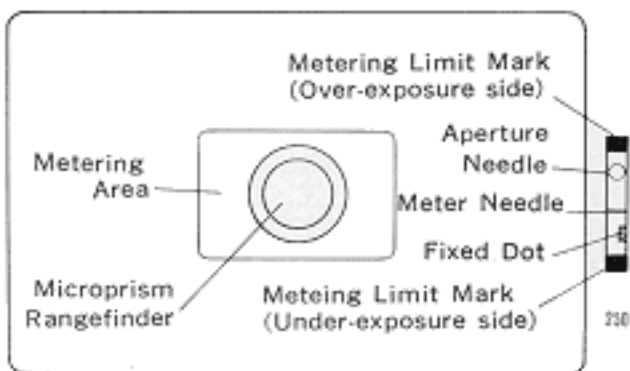 Metering Limit Mark
(Over-exposure side)
Aperture
Needle
Metering
Area
Meter Needle
Fixed Dot
Microprism
Rangefinder
Meteing Limit Mark
(Under-exposure side)
250